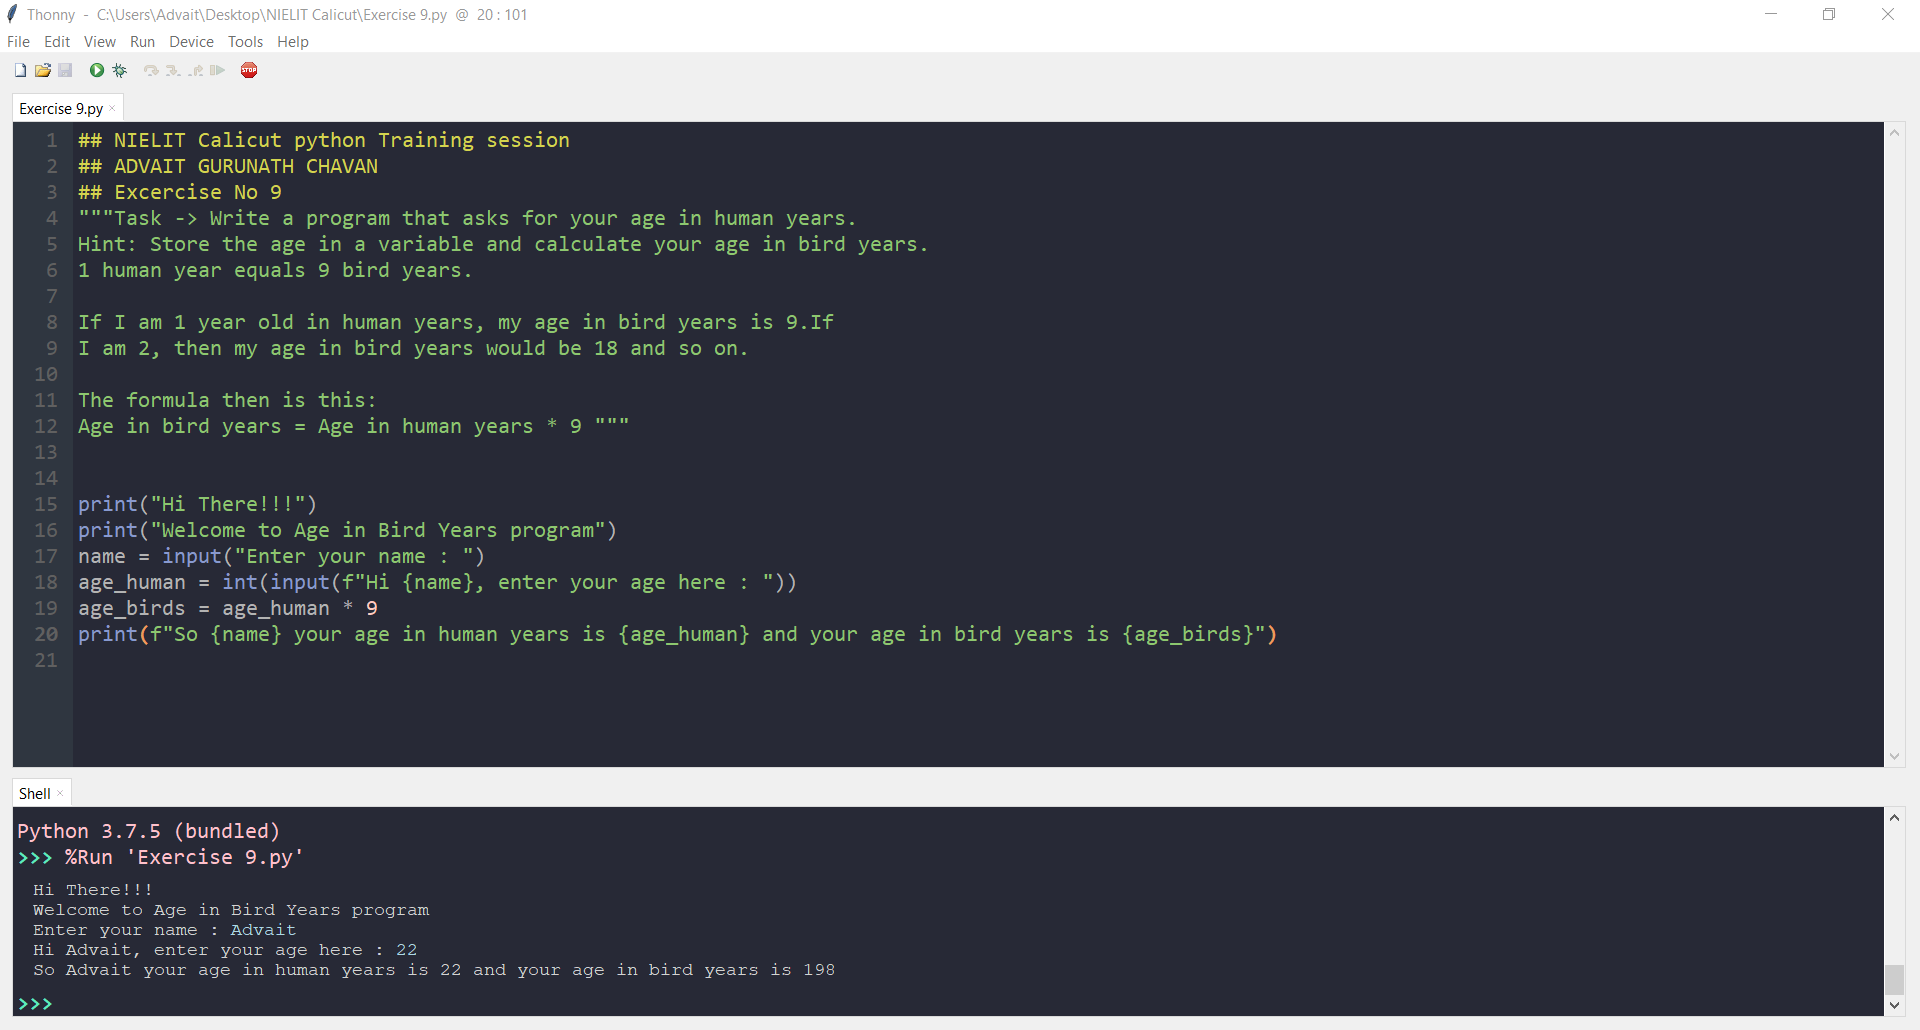 Thonny - C:\Users\Advait\Desktop\NIELIT Calicut\Exercise 9.py @ 20 : 101
File Edit View Run Device Tools Help
STOP
Exercise 9.py
1 ## NIELIT Calicut python Training session
2 ## ADVAIT GURUNATH CHAVAN
3 ## Excercise No 9
4 """Task -> Write a program that asks for your age in human years.
5 Hint: Store the age in a variable and calculate your age in bird years.
6 1 human year equals 9 bird years.
7
8 If I am 1 year old in human years, my age in bird years is 9.If
9 I am 2, then my age in bird years would be 18 and so on.
10
11 The formula then is this:
12 Age in bird years = Age in human years * 9 """
13
14
15 print("Hi There!!!")
16 print("Welcome to Age in Bird Years program")
17 name = input("Enter your name : ")
18 age_human = int(input(f"Hi {name}, enter your age here : "))
19 age_birds = age_human * 9
20 print(f"So {name} your age in human years is {age_human} and your age in bird years is {age_birds}")
21
Shell
Python 3.7.5 (bundled)
>>> %Run 'Exercise 9.py'
Hi There!!!
Welcome to Age in Bird Years program
Enter your name : Advait
Hi Advait, enter your age here : 22
So Advait your age in human years is 22 and your age in bird years is 198
>>>